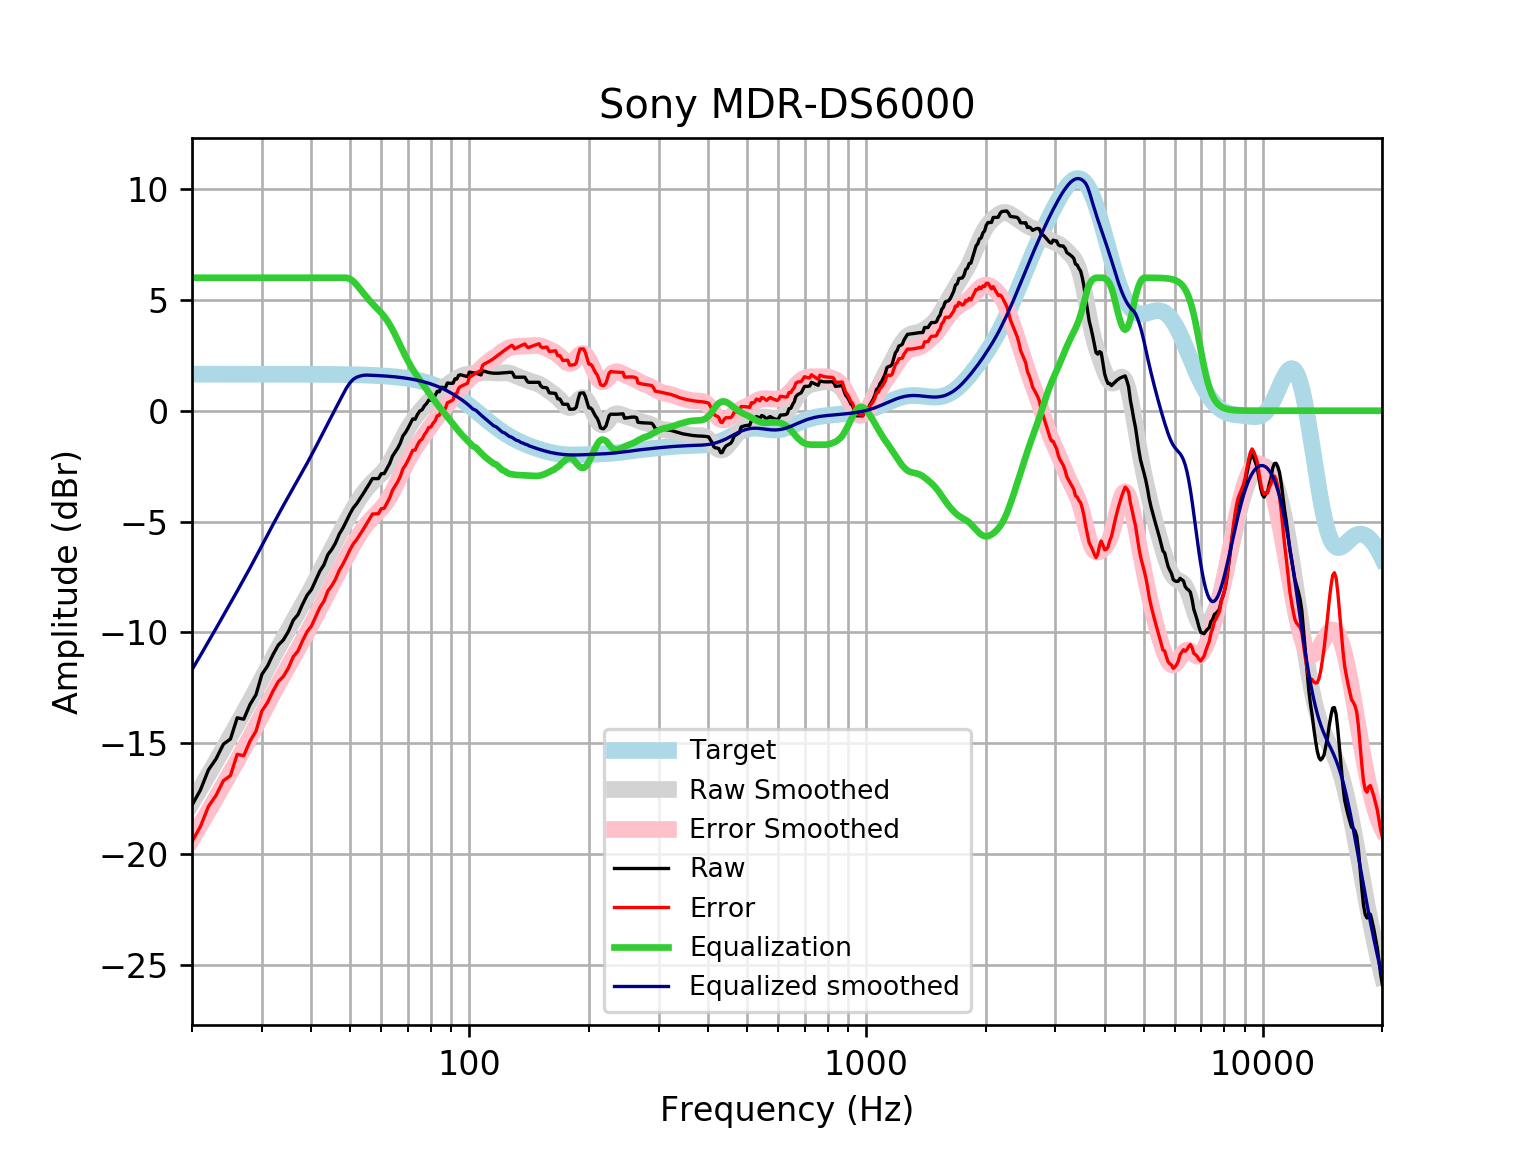 Sony MDR-DS6000
10
5
0
−5
−10
−15
−20
−25
Amplitude (dBr)
Target
Raw Smoothed
Error Smoothed
Raw
Error
Equalization
Equalized smoothed
100
1000
10000
Frequency (Hz)